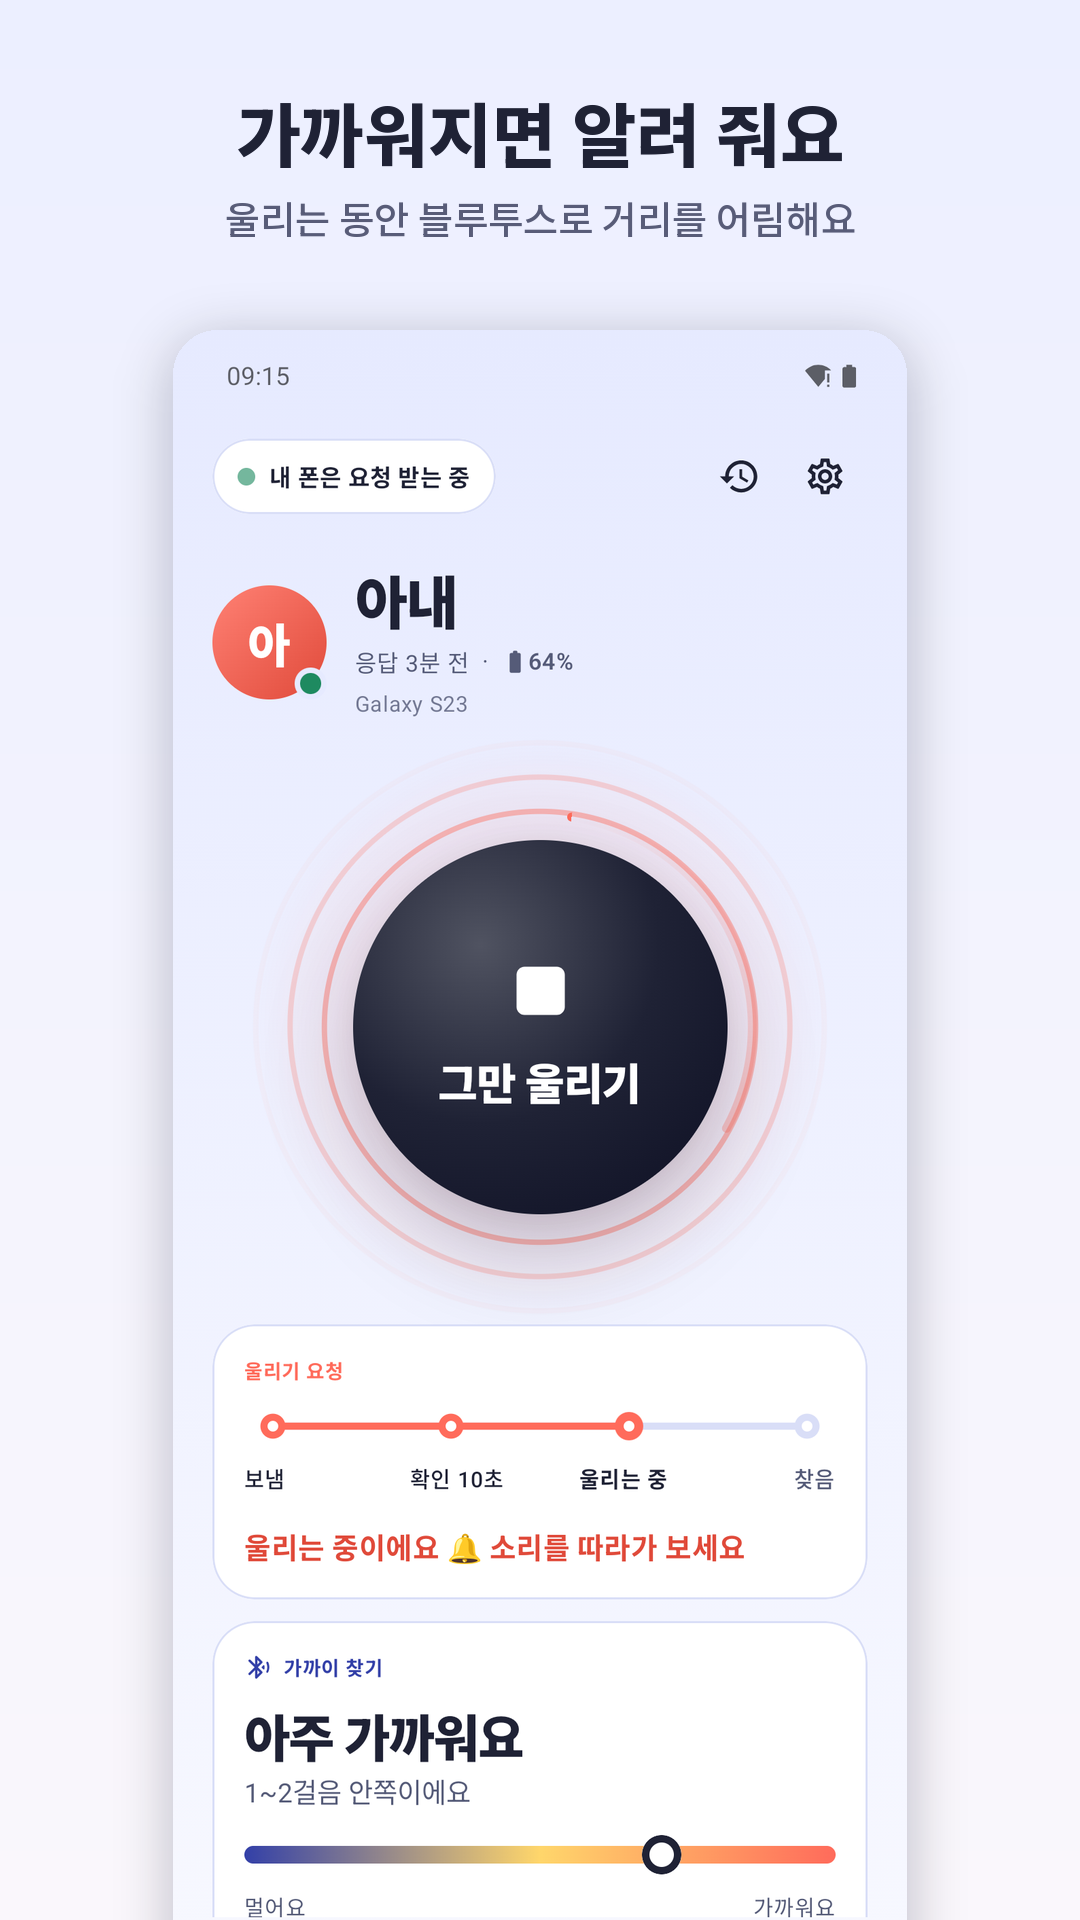 가까워지면 알려 줘요
울리는 동안 블루투스로 거리를 어림해요
09:15
내 폰은 요청 받는 중
아
아내
응답 3분 전 · 64%
Galaxy S23
그만 울리기
울리기 요청
보냄 확인 10초 울리는 중 찾음
울리는 중이에요 🔔 소리를 따라가 보세요
가까이 찾기
아주 가까워요
1~2걸음 안쪽이에요
멀어요 가까워요